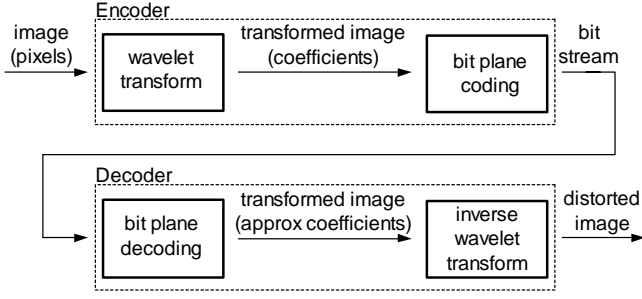 Encoder
image
(pixels)
wavelet
transform
transformed image
(coefficients)
bit plane
coding
bit
stream
Decoder
bit plane
decoding
transformed image
(approx coefficients)
inverse
wavelet
transform
distorted
image